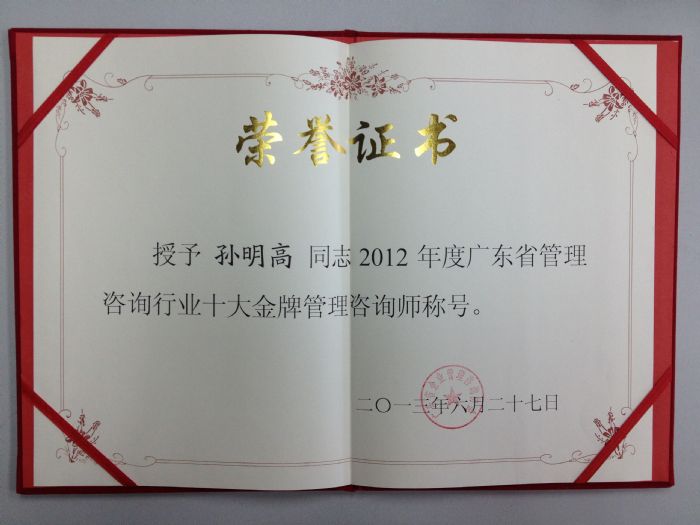 荣誉证书
授予 孙明高 同志 2012 年度广东省管理
咨询行业十大金牌管理咨询师称号。
二〇一三年六月二十七日